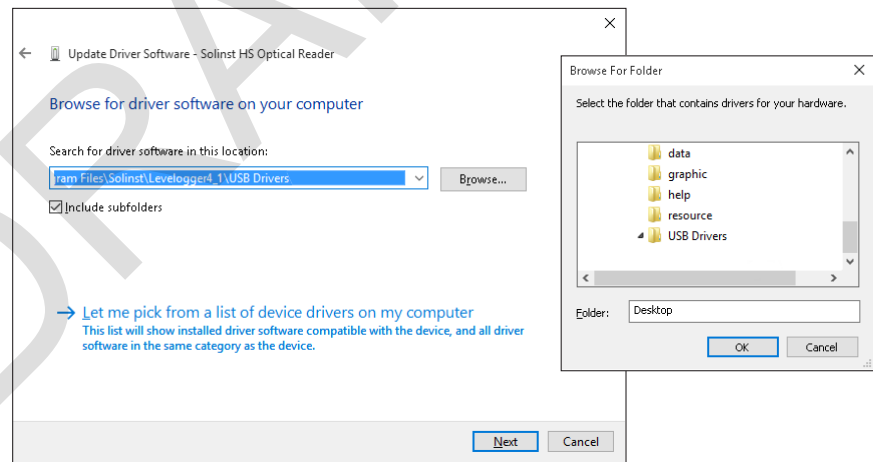 Update Driver Software - Solinst HS Optical Reader
Browse for driver software on your computer
Search for driver software in this location:
ram Files\Solinst\Levelogger4_1\USB Drivers
Browse...
Include subfolders
Let me pick from a list of device drivers on my computer
This list will show installed driver software compatible with the device, and all driver
software in the same category as the device.
Next
Cancel
Browse For Folder
Select the folder that contains drivers for your hardware.
data
graphic
help
resource
USB Drivers
Folder:
Desktop
OK
Cancel